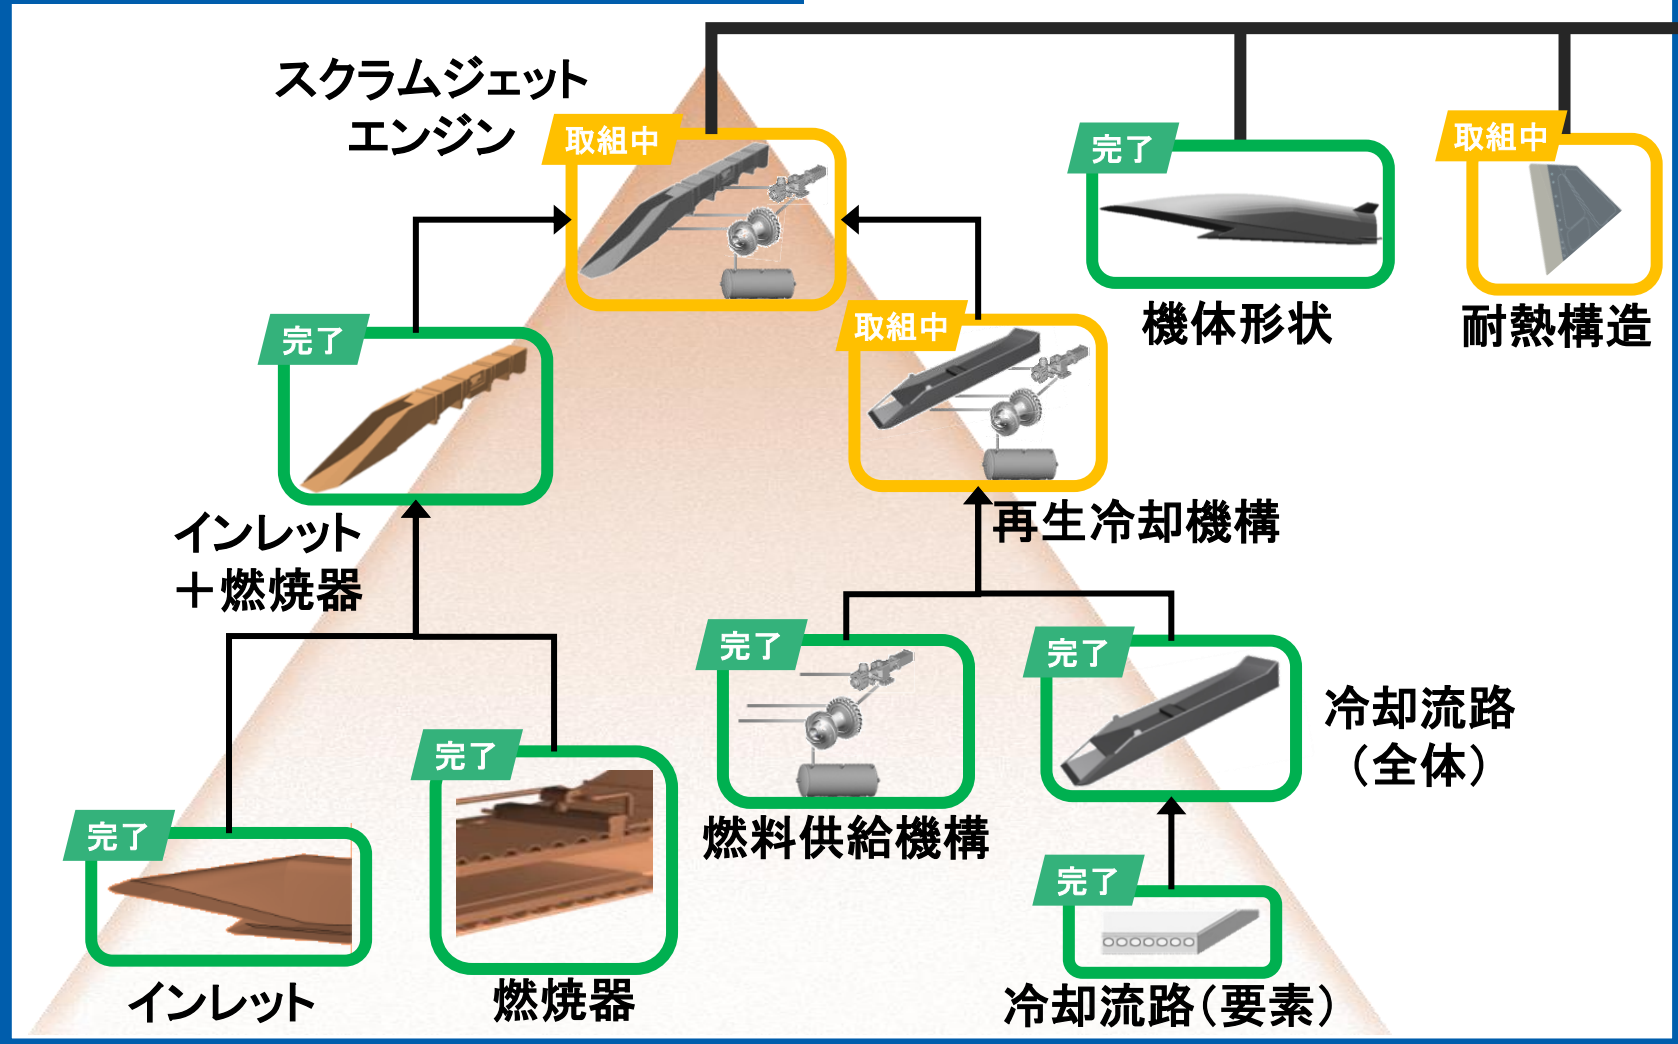 スクラムジェット
エンジン
取組中
完了
機体形状
取組中
耐熱構造
完了
インレット
＋燃焼器
取組中
再生冷却機構
完了
インレット
完了
燃焼器
完了
燃料供給機構
完了
冷却流路
（全体）
完了
冷却流路（要素）